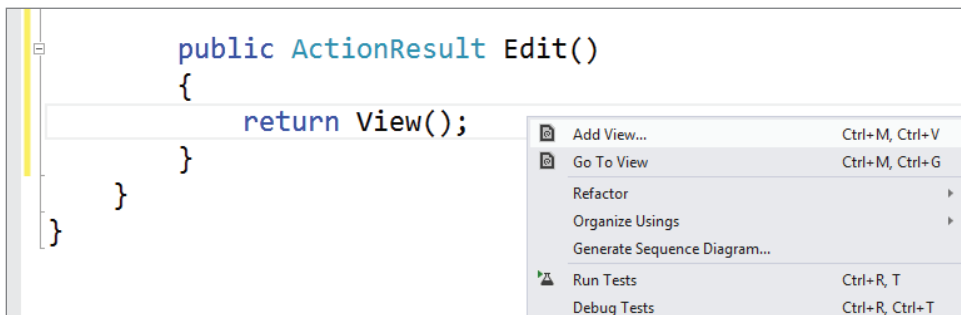 public ActionResult Edit()
{
return View();
}
}
}
Add View... Ctrl+M, Ctrl+V
Go To View Ctrl+M, Ctrl+G
Refactor
Organize Usings
Generate Sequence Diagram...
Run Tests Ctrl+R, T
Debug Tests Ctrl+R, Ctrl+T